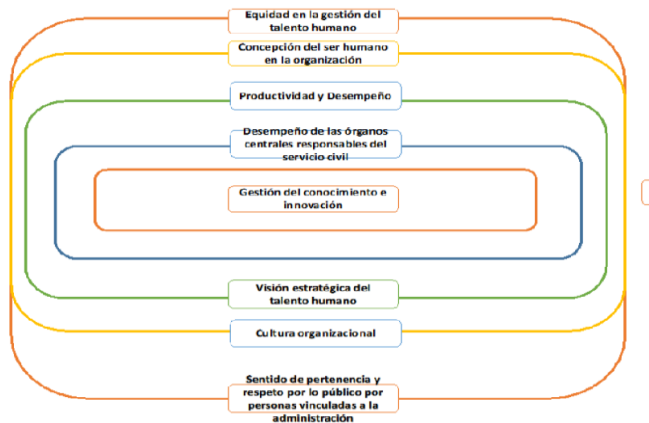 Equidad en la gestión del
talento humano
Concepción del ser humano
en la organización
Productividad y Desempeño
Desempeño de las órganos
centrales responsables del
servicio civil
Gestión del conocimiento e
innovación
Visión estratégica del
talento humano
Cultura organizacional
Sentido de pertenencia y
respeto por lo público por
personas vinculadas a la
administración